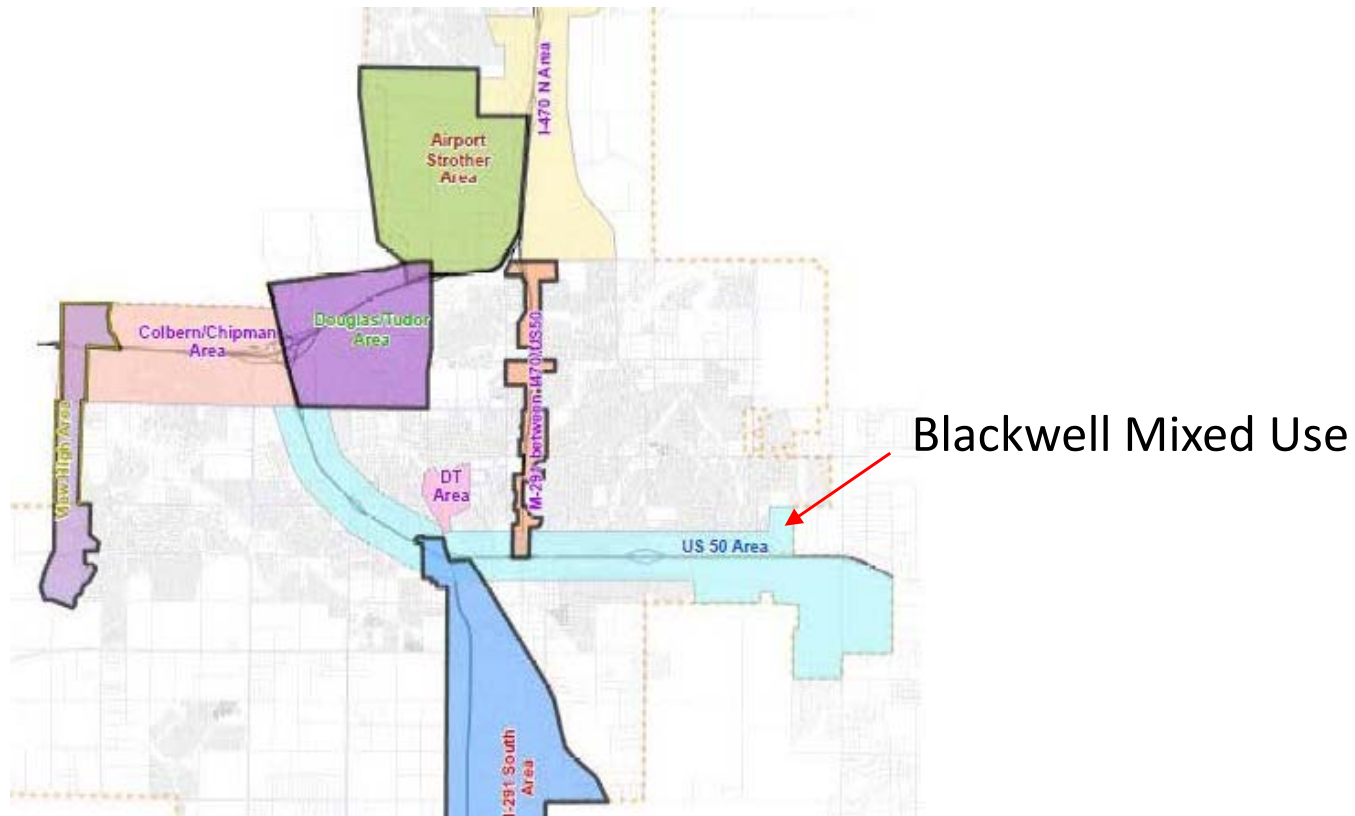 I-470 N Area
Airport
Strother
Area
Colbern/Chipman
Area
Douglas/Tudor
Area
View High Area
M-291 between I470/US50
DT
Area
Blackwell Mixed Use
US 50 Area
-291 South
Area